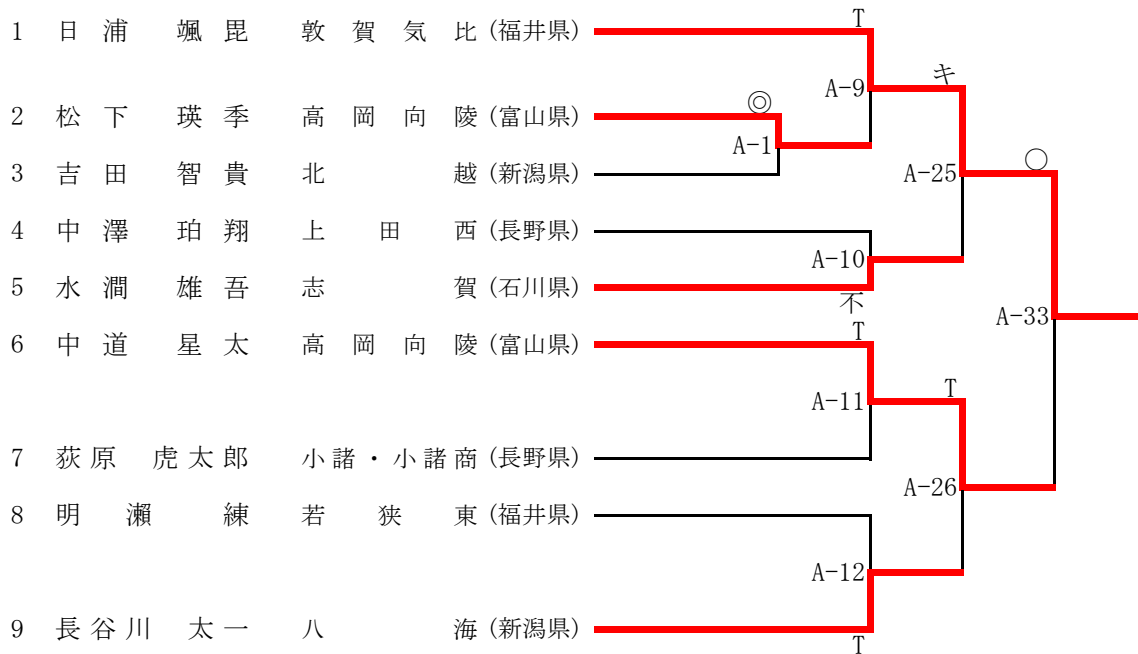 T
1 日浦 颯毘 敦賀気比 (福井県)
キ
A-9
◎
2 松下 瑛季 高岡向陵 (富山県)
A-1
○
3 吉田 智貴 北越 (新潟県)
A-25
4 中澤 珀翔 上田西 (長野県)
A-10
5 水澗 雄吾 志賀 (石川県)
不
A-33
T
6 中道 星太 高岡向陵 (富山県)
T
A-11
7 荻原 虎太郎 小諸・小諸商 (長野県)
A-26
8 明瀬 練 若狭東 (福井県)
A-12
9 長谷川 太一 八海 (新潟県)
T